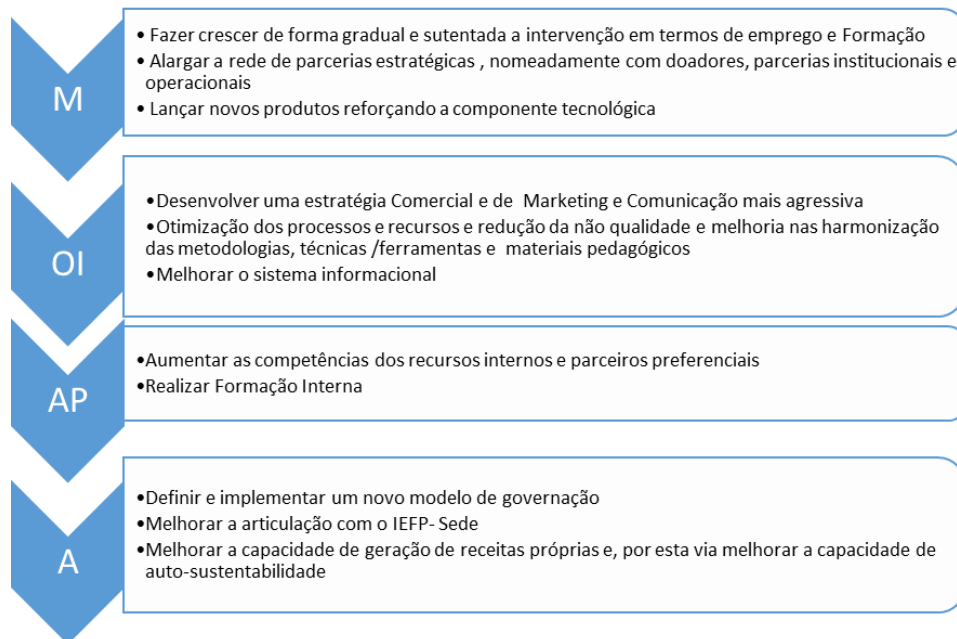 M
• Fazer crescer de forma gradual e sutentada a intervenção em termos de emprego e Formação
• Alargar a rede de parcerias estratégicas , nomeadamente com doadores, parcerias institucionais e
operacionais
• Lançar novos produtos reforçando a componente tecnológica
OI
•Desenvolver uma estratégia Comercial e de Marketing e Comunicação mais agressiva
•Otimização dos processos e recursos e redução da não qualidade e melhoria nas harmonização
das metodologias, técnicas /ferramentas e materiais pedagógicos
•Melhorar o sistema informacional
AP
•Aumentar as competências dos recursos internos e parceiros preferenciais
•Realizar Formação Interna
A
•Definir e implementar um novo modelo de governação
•Melhorar a articulação com o IEFP- Sede
•Melhorar a capacidade de geração de receitas próprias e, por esta via melhorar a capacidade de
auto-sustentabilidade